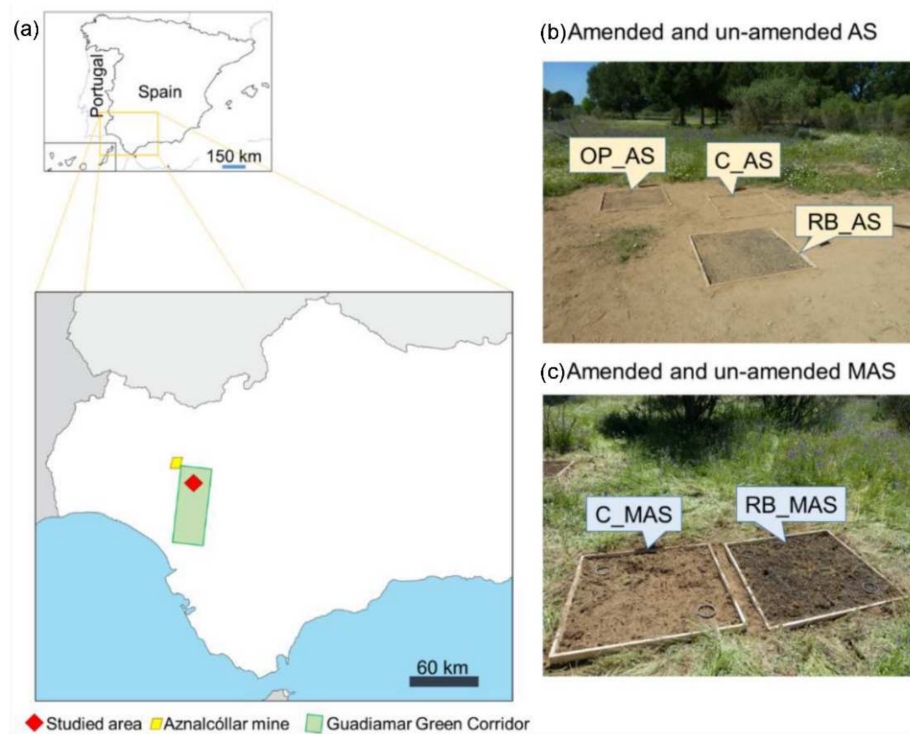 (a)
Portugal
Spain
150 km
60 km
Studied area
Aznalcóllar mine
Guadiamar Green Corridor
(b) Amended and un-amended AS
OP_AS
C_AS
RB_AS
(c) Amended and un-amended MAS
C_MAS
RB_MAS